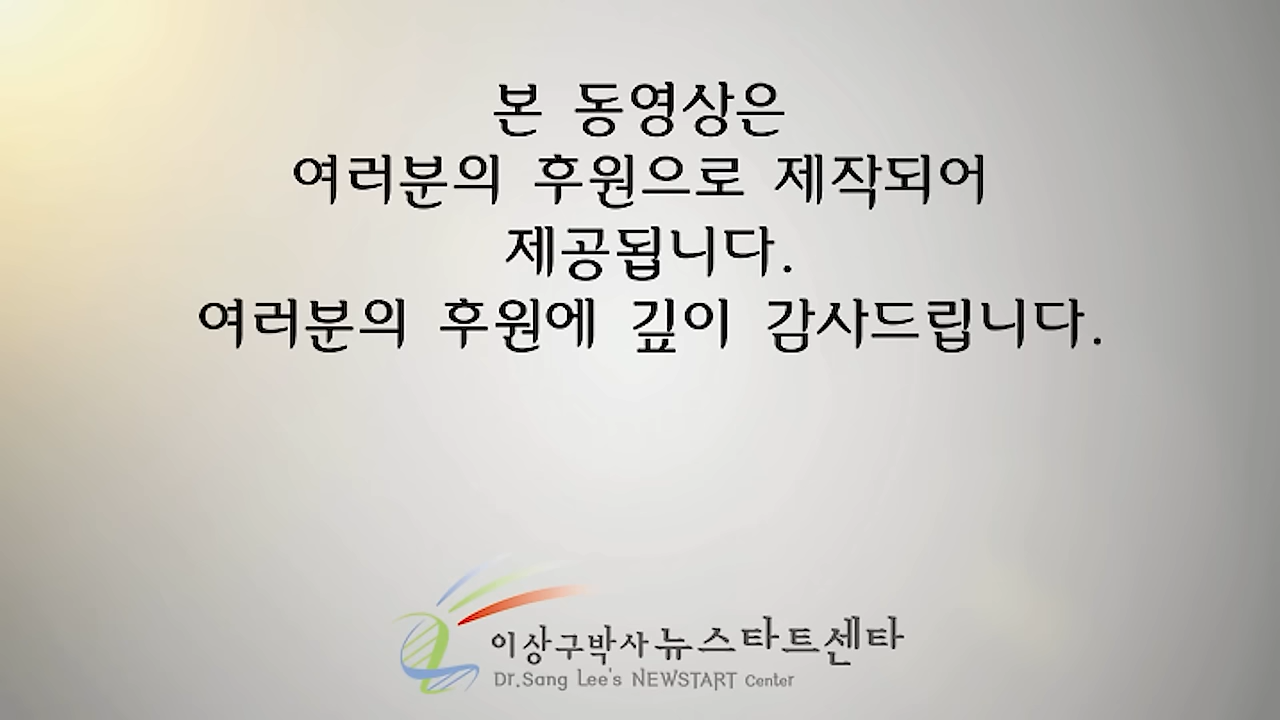 본 동영상은
여러분의 후원으로 제작되어
제공됩니다.
여러분의 후원에 깊이 감사드립니다.
이상구박사 뉴스타트센타
Dr.Sang Lee's NEWSTART Center